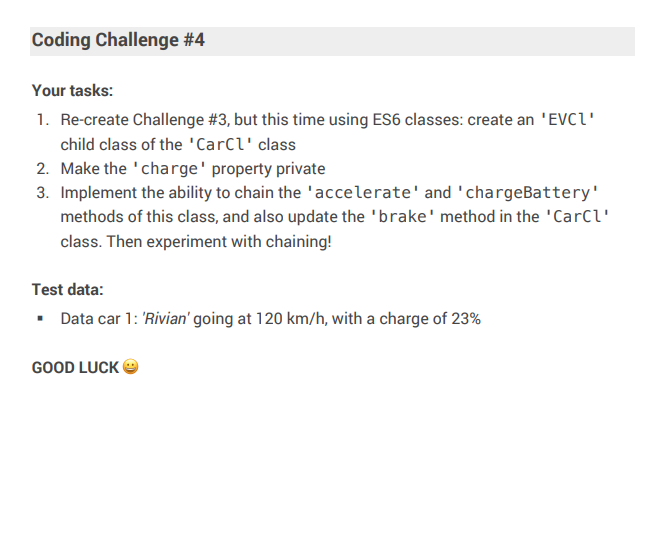 Coding Challenge #4
Your tasks:
1. Re-create Challenge #3, but this time using ES6 classes: create an 'EVCl'
child class of the 'CarCl' class
2. Make the 'charge' property private
3. Implement the ability to chain the 'accelerate' and 'chargeBattery'
methods of this class, and also update the 'brake' method in the 'CarCl'
class. Then experiment with chaining!
Test data:
▪ Data car 1: 'Rivian' going at 120 km/h, with a charge of 23%
GOOD LUCK 😀